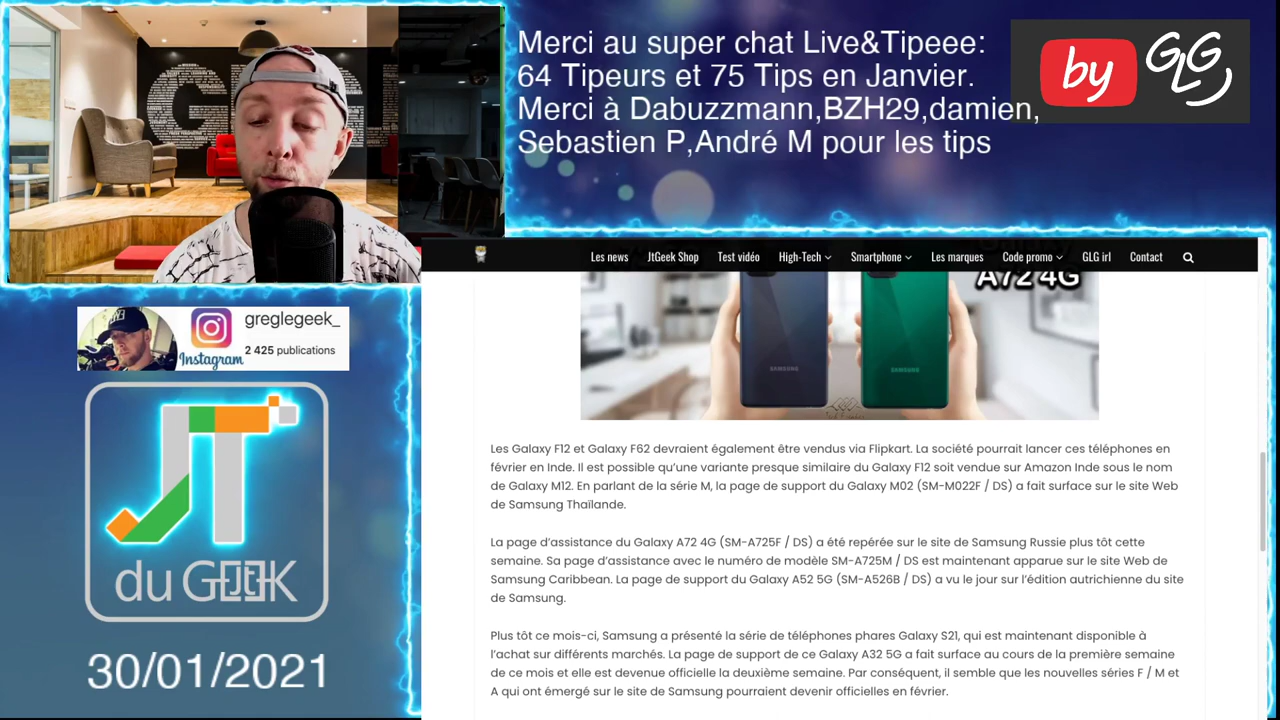 Merci au super chat Live&Tipeee:
64 Tipeurs et 75 Tips en Janvier.
Merci à Dabuzzmann,BZH29,damien,
Sebastien P,André M pour les tips
by GLG
Les news JtGeek Shop Test vidéo High-Tech Smartphone Les marques Code promo GLG irl Contact
A72 4G
SAMSUNG SAMSUNG
greglegeek_
Instagram
2 425 publications
JT
du GEEK
30/01/2021
Les Galaxy F12 et Galaxy F62 devraient également être vendus via Flipkart. La société pourrait lancer ces téléphones en
février en Inde. Il est possible qu'une variante presque similaire du Galaxy F12 soit vendue sur Amazon Inde sous le nom
de Galaxy M12. En parlant de la série M, la page de support du Galaxy M02 (SM-M022F / DS) a fait surface sur le site Web
de Samsung Thaïlande.
La page d'assistance du Galaxy A72 4G (SM-A725F / DS) a été repérée sur le site de Samsung Russie plus tôt cette
semaine. Sa page d'assistance avec le numéro de modèle SM-A725M / DS est maintenant apparue sur le site Web de
Samsung Caribbean. La page de support du Galaxy A52 5G (SM-A526B / DS) a vu le jour sur l'édition autrichienne du site
de Samsung.
Plus tôt ce mois-ci, Samsung a présenté la série de téléphones phares Galaxy S21, qui est maintenant disponible à
l'achat sur différents marchés. La page de support de ce Galaxy A32 5G a fait surface au cours de la première semaine
de ce mois et elle est devenue officielle la deuxième semaine. Par conséquent, il semble que les nouvelles séries F / M et
A qui ont émergé sur le site de Samsung pourraient devenir officielles en février.